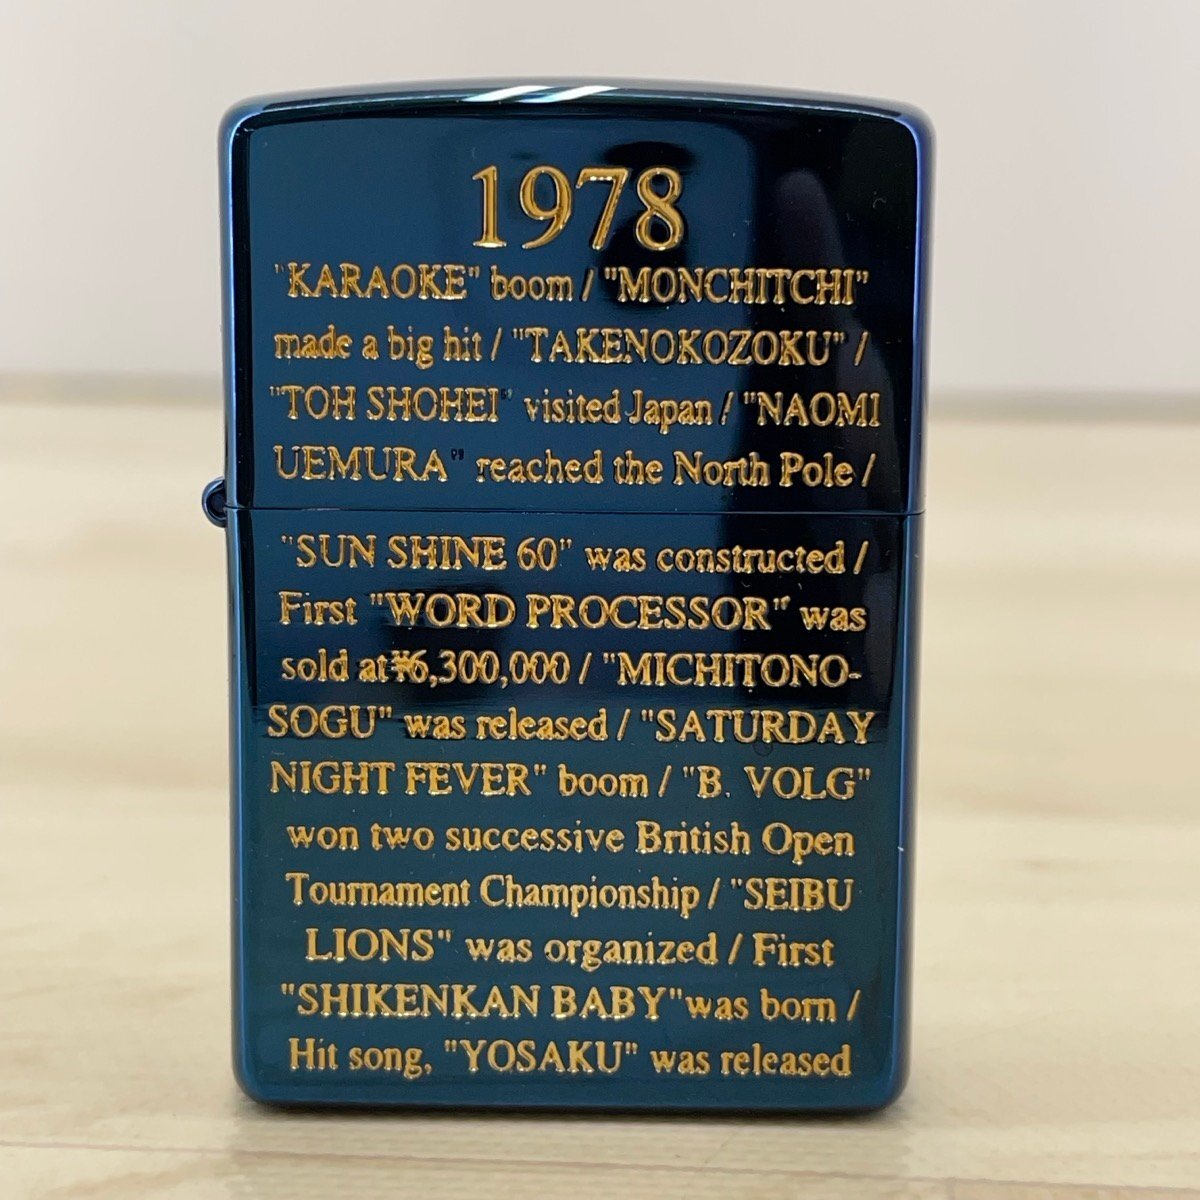 1978
"KARAOKE" boom / "MONCHITCHI"
made a big hit / "TAKENOKOZOKU" /
"TOH SHOHEI" visited Japan / "NAOMI
UEMURA" reached the North Pole /
"SUN SHINE 60" was constructed /
First "WORD PROCESSOR" was
sold at ¥6,300,000 / "MICHITONO-
SOGU" was released / "SATURDAY
NIGHT FEVER" boom / "B. VOLG"
won two successive British Open
Tournament Championship / "SEIBU
LIONS" was organized / First
"SHIKENKAN BABY" was born /
Hit song, "YOSAKU" was released